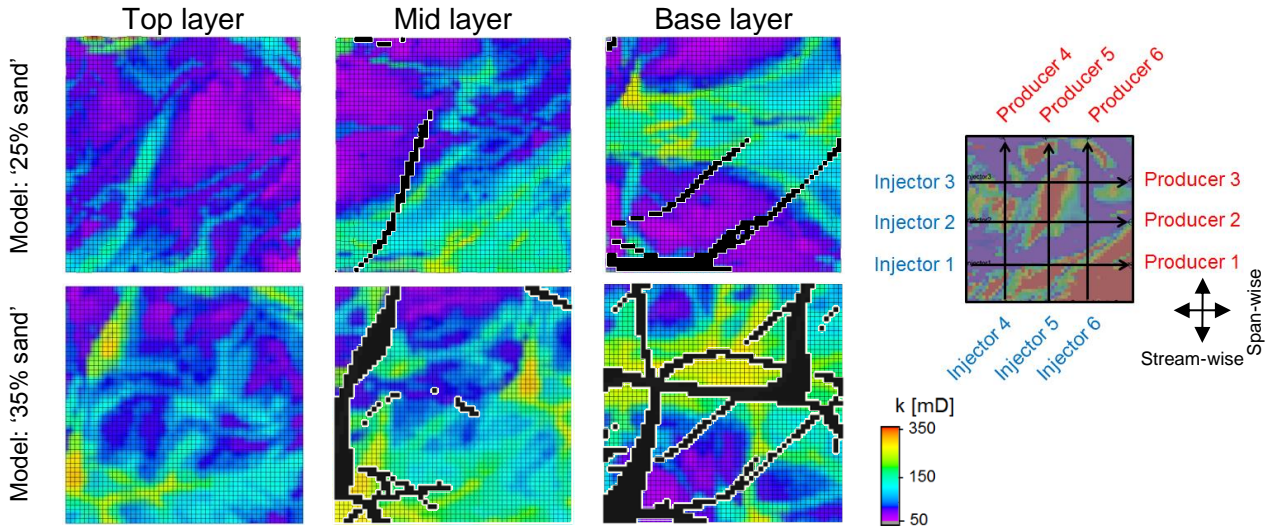 Top layer
Mid layer
Base layer
Model: ‘25% sand’
Model: ‘35% sand’
Producer 4
Producer 5
Producer 6
Injector 3
Injector 2
Injector 1
Producer 3
Producer 2
Producer 1
Injector 4
Injector 5
Injector 6
Span-wise
Stream-wise
k [mD]
350
150
50